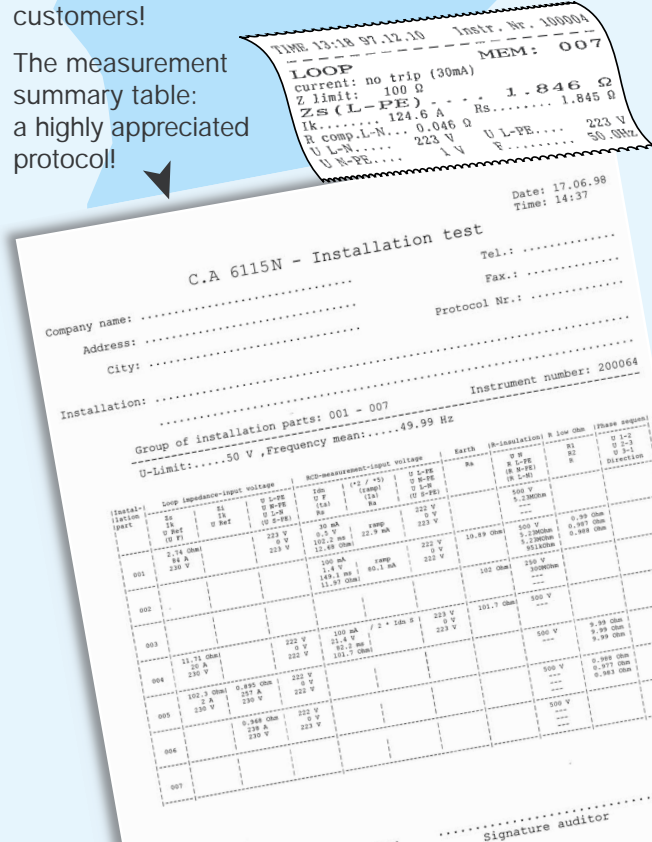 customers!
The measurement
summary table:
a highly appreciated
protocol!
TIME 13:18 97.12.10 Instr. Nr. 100004
LOOP MEM: 007
current: no trip (30mA)
Z limit: 100 Ω
Zs(L-PE)... 1.846 Ω
Ik........ 124.6 A Rs........ 1.845 Ω
R comp.L-N... 0.046 Ω
U L-N..... 223 V U L-PE.... 223 V
U N-PE.... 1 V F......... 50.0Hz
Date: 17.06.98
Time: 14:37
C.A 6115N - Installation test
Company name: ................................
Tel.: ..............
Address: ................................
Fax.: ..............
City: ................................
Protocol Nr.: ..............
Installation: ................................................................
Group of installation parts: 001 - 007
Instrument number: 200064
U-Limit:.....50 V ,Frequency mean:.....49.99 Hz
|Instal-| Loop impedance-input voltage | RCD-measurement-input voltage | Earth |R-insulation| R low Ohm |Phase sequen|
|lation
|part
Zs Ik U Ref (U F)
Zi Ik U Ref
U L-PE U N-PE U L-N (U S-PE)
Idn U F (ta) Ra
(*2 / *5) (ramp) (Ia) Ra
U L-PE U N-PE U L-N (U S-PE)
Ra
U N R L-PE (R N-PE) (R L-N)
R1 R2 R
U 1-2 U 2-3 U 3-1 Direction
001
2.74 Ohm 84 A 230 V
223 V 0 V 223 V
30 mA 0.5 V 102.2 ms 12.68 Ohm
ramp 22.9 mA
222 V 0 V 223 V
500 V 5.23MOhm ---
002
100 mA 1.4 V 149.1 ms 11.97 Ohm
ramp 60.1 mA
222 V 0 V 222 V
10.89 Ohm
500 V 5.23MOhm 5.23MOhm 951kOhm
0.99 Ohm 0.987 Ohm 0.988 Ohm
003
102 Ohm
250 V 300MOhm --- ---
004
11.71 Ohm 20 A 230 V
222 V 0 V 222 V
100 mA 21.4 V 82.2 ms 101.7 Ohm
/ 2 * Idn S
223 V 0 V 223 V
101.7 Ohm
500 V ---
005
102.3 Ohm 2 A 230 V
0.895 Ohm 257 A 230 V
222 V 0 V 222 V
500 V ---
9.99 Ohm 9.99 Ohm 9.99 Ohm
006
0.968 Ohm 238 A 230 V
222 V 0 V 223 V
500 V --- --- ---
0.977 Ohm 0.983 Ohm
007
500 V --- --- ---
Signature auditor